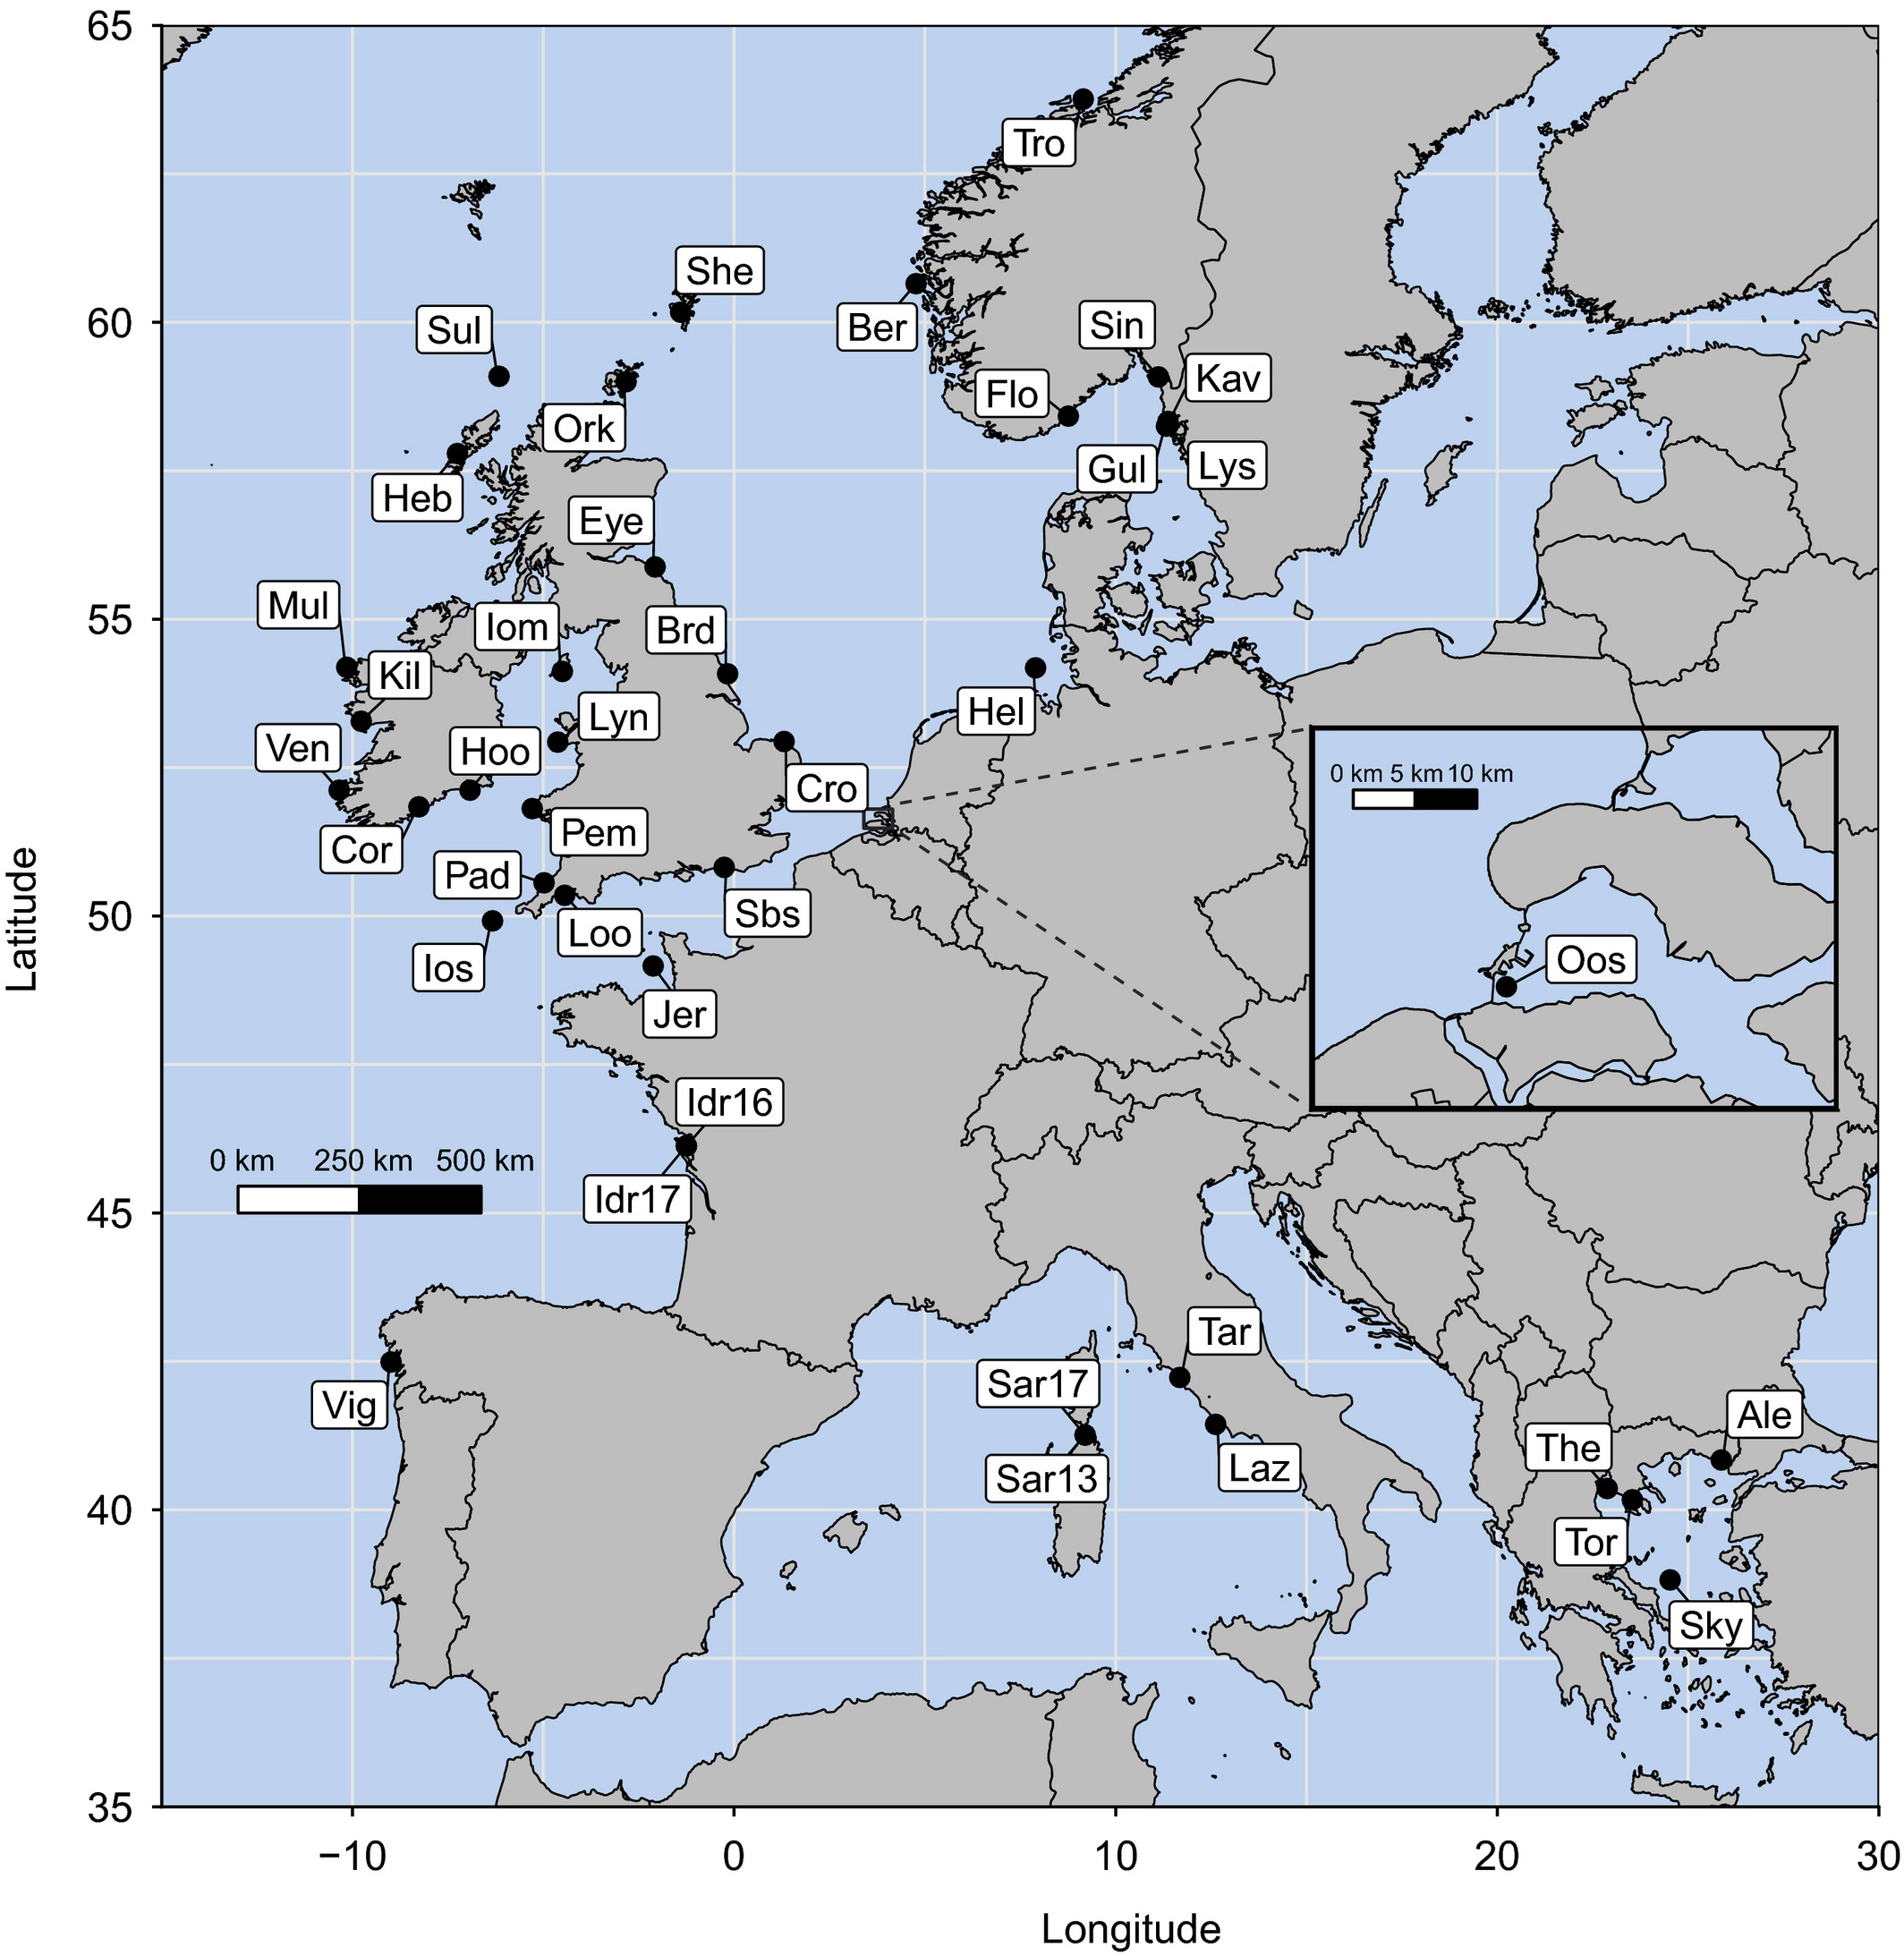 65
Tro
She
Sul
60
Ber
Sin
Kav
Flo
Ork
Gul
Lys
Heb
Eye
Mul
55
Iom
Brd
Kil
Hel
Lyn
Ven
Hoo
0 km 5 km 10 km
Cro
Pem
Cor
Pad
Latitude
50
Sbs
Loo
Oos
Ios
Jer
Idr16
0 km 250 km 500 km
Idr17
45
Tar
Sar17
Vig
Ale
The
Laz
Sar13
40
Tor
Sky
35
−10 0 10 20 30
Longitude